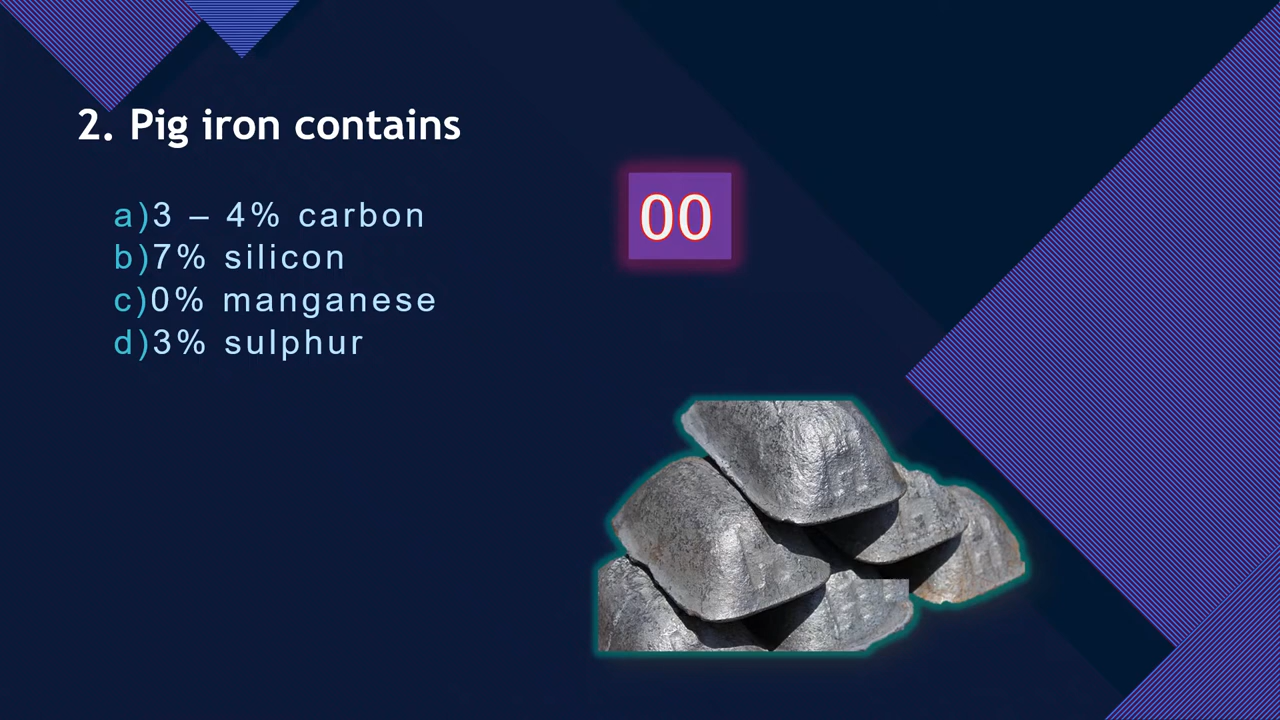 2. Pig iron contains
a)3 – 4% carbon
b)7% silicon
c)0% manganese
d)3% sulphur
00